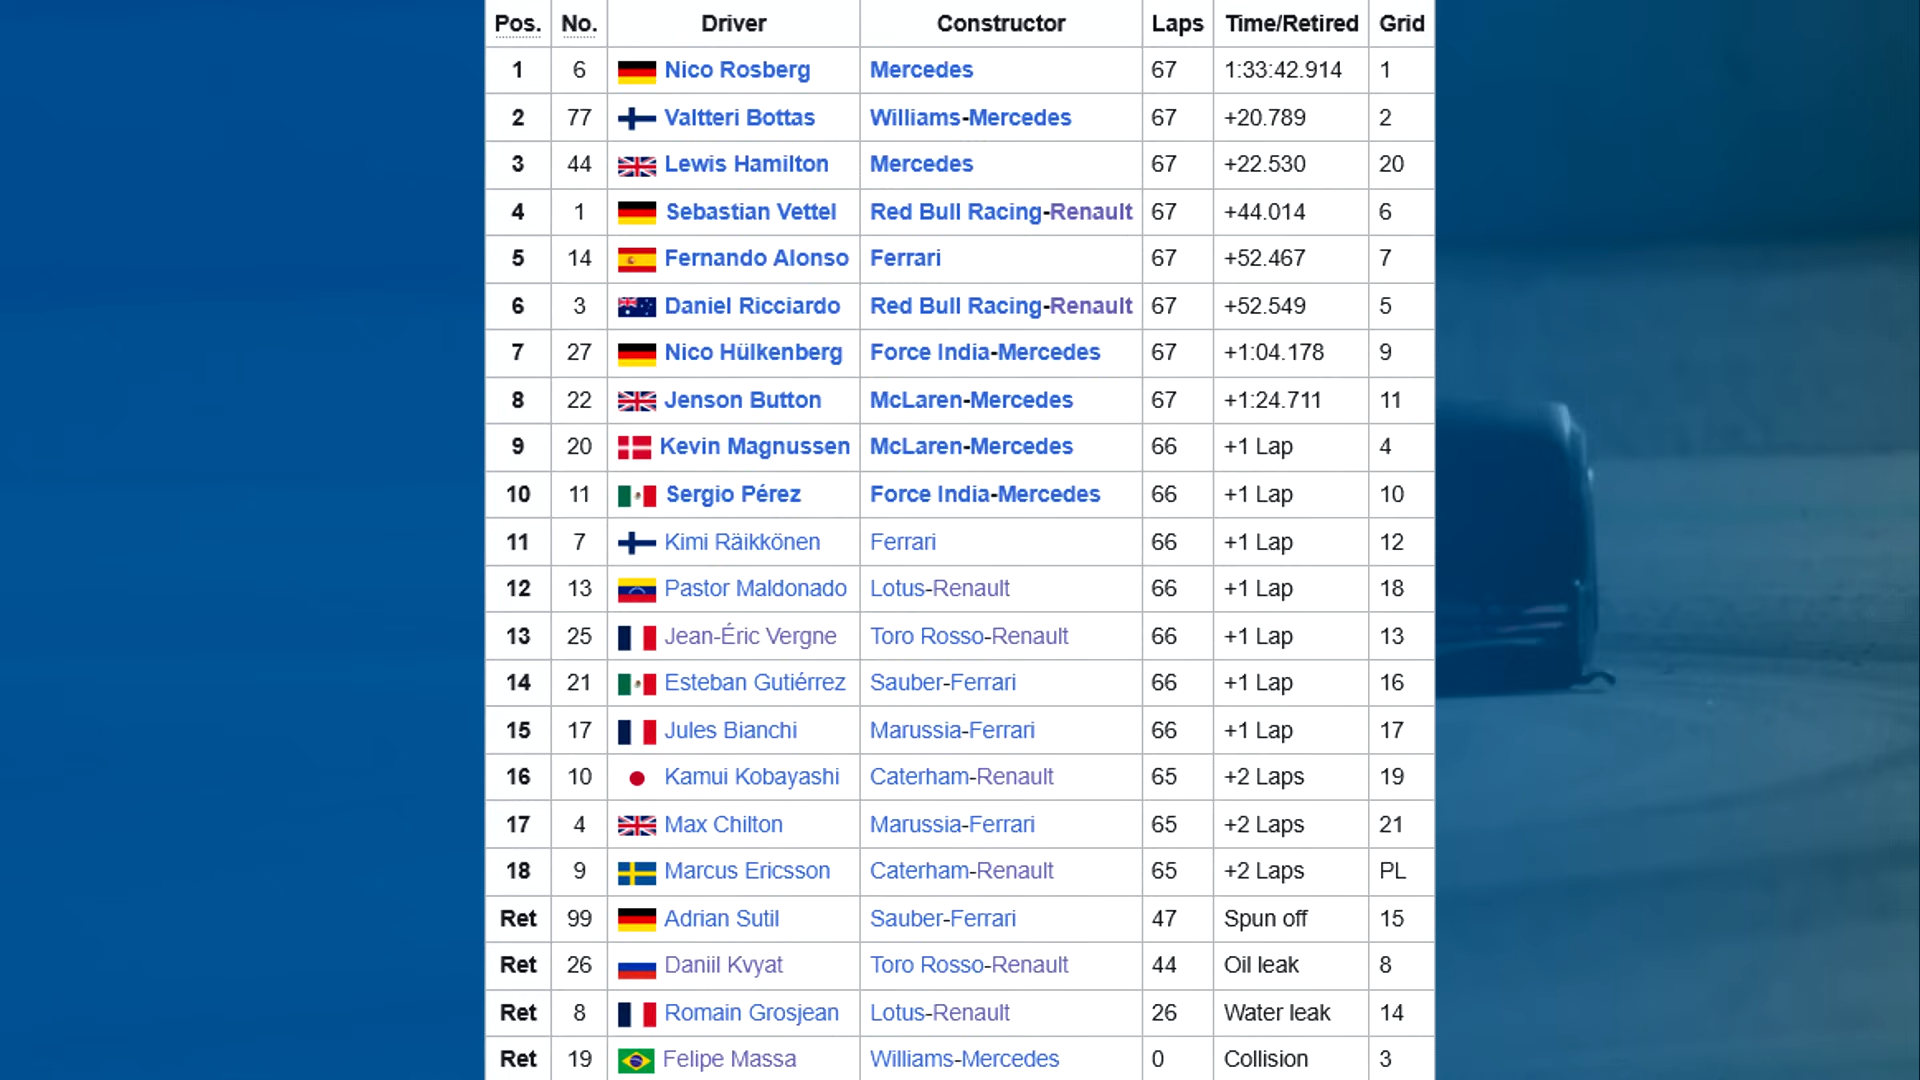 Pos. No. Driver Constructor Laps Time/Retired Grid
1 6 Nico Rosberg Mercedes 67 1:33:42.914 1
2 77 Valtteri Bottas Williams-Mercedes 67 +20.789 2
3 44 Lewis Hamilton Mercedes 67 +22.530 20
4 1 Sebastian Vettel Red Bull Racing-Renault 67 +44.014 6
5 14 Fernando Alonso Ferrari 67 +52.467 7
6 3 Daniel Ricciardo Red Bull Racing-Renault 67 +52.549 5
7 27 Nico Hülkenberg Force India-Mercedes 67 +1:04.178 9
8 22 Jenson Button McLaren-Mercedes 67 +1:24.711 11
9 20 Kevin Magnussen McLaren-Mercedes 66 +1 Lap 4
10 11 Sergio Pérez Force India-Mercedes 66 +1 Lap 10
11 7 Kimi Räikkönen Ferrari 66 +1 Lap 12
12 13 Pastor Maldonado Lotus-Renault 66 +1 Lap 18
13 25 Jean-Éric Vergne Toro Rosso-Renault 66 +1 Lap 13
14 21 Esteban Gutiérrez Sauber-Ferrari 66 +1 Lap 16
15 17 Jules Bianchi Marussia-Ferrari 66 +1 Lap 17
16 10 Kamui Kobayashi Caterham-Renault 65 +2 Laps 19
17 4 Max Chilton Marussia-Ferrari 65 +2 Laps 21
18 9 Marcus Ericsson Caterham-Renault 65 +2 Laps PL
Ret 99 Adrian Sutil Sauber-Ferrari 47 Spun off 15
Ret 26 Daniil Kvyat Toro Rosso-Renault 44 Oil leak 8
Ret 8 Romain Grosjean Lotus-Renault 26 Water leak 14
Ret 19 Felipe Massa Williams-Mercedes 0 Collision 3